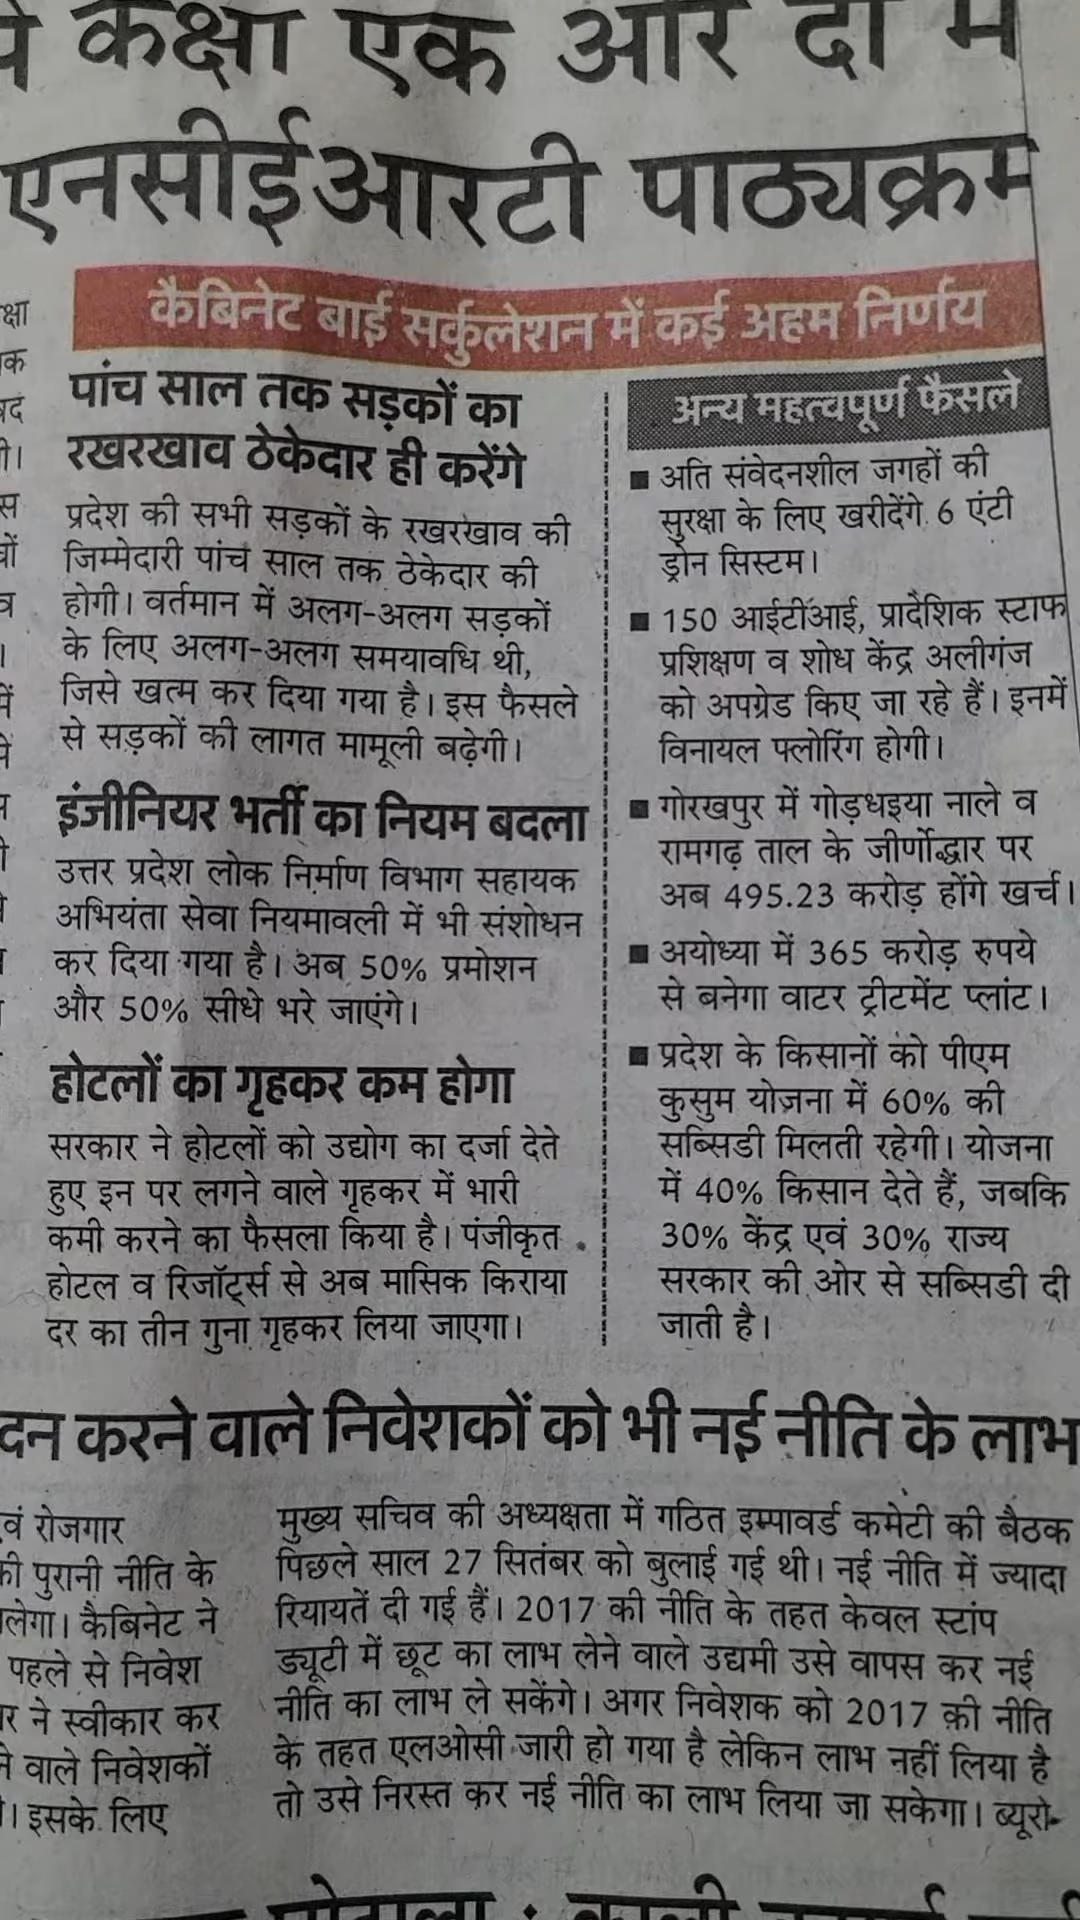 कक्षा एक और दो में
एनसीईआरटी पाठ्यक्रम
कैबिनेट बाई सर्कुलेशन में कई अहम निर्णय
पांच साल तक सड़कों का
रखरखाव ठेकेदार ही करेंगे
प्रदेश की सभी सड़कों के रखरखाव की
जिम्मेदारी पांच साल तक ठेकेदार की
होगी। वर्तमान में अलग-अलग सड़कों
के लिए अलग-अलग समयावधि थी,
जिसे खत्म कर दिया गया है। इस फैसले
से सड़कों की लागत मामूली बढ़ेगी।
इंजीनियर भर्ती का नियम बदला
उत्तर प्रदेश लोक निर्माण विभाग सहायक
अभियंता सेवा नियमावली में भी संशोधन
कर दिया गया है। अब 50% प्रमोशन
और 50% सीधे भरे जाएंगे।
होटलों का गृहकर कम होगा
सरकार ने होटलों को उद्योग का दर्जा देते
हुए इन पर लगने वाले गृहकर में भारी
कमी करने का फैसला किया है। पंजीकृत
होटल व रिजॉर्ट्स से अब मासिक किराया
दर का तीन गुना गृहकर लिया जाएगा।
अन्य महत्वपूर्ण फैसले
■ अति संवेदनशील जगहों की
सुरक्षा के लिए खरीदेंगे 6 एंटी
ड्रोन सिस्टम।
■ 150 आईटीआई, प्रादेशिक स्टाफ
प्रशिक्षण व शोध केंद्र अलीगंज
को अपग्रेड किए जा रहे हैं। इनमें
विनायल फ्लोरिंग होगी।
■ गोरखपुर में गोड़धइया नाले व
रामगढ़ ताल के जीर्णोद्धार पर
अब 495.23 करोड़ होंगे खर्च।
■ अयोध्या में 365 करोड़ रुपये
से बनेगा वाटर ट्रीटमेंट प्लांट।
■ प्रदेश के किसानों को पीएम
कुसुम योजना में 60% की
सब्सिडी मिलती रहेगी। योजना
में 40% किसान देते हैं, जबकि
30% केंद्र एवं 30% राज्य
सरकार की ओर से सब्सिडी दी
जाती है।
करने वाले निवेशकों को भी नई नीति के लाभ
रोजगार
पुरानी नीति के
कैबिनेट ने
पहले से निवेश
ने स्वीकार कर
वाले निवेशकों
। इसके लिए
मुख्य सचिव की अध्यक्षता में गठित इम्पावर्ड कमेटी की बैठक
पिछले साल 27 सितंबर को बुलाई गई थी। नई नीति में ज्यादा
रियायतें दी गई हैं। 2017 की नीति के तहत केवल स्टांप
ड्यूटी में छूट का लाभ लेने वाले उद्यमी उसे वापस कर नई
नीति का लाभ ले सकेंगे। अगर निवेशक को 2017 की नीति
के तहत एलओसी जारी हो गया है लेकिन लाभ नहीं लिया है
तो उसे निरस्त कर नई नीति का लाभ लिया जा सकेगा। ब्यूरो